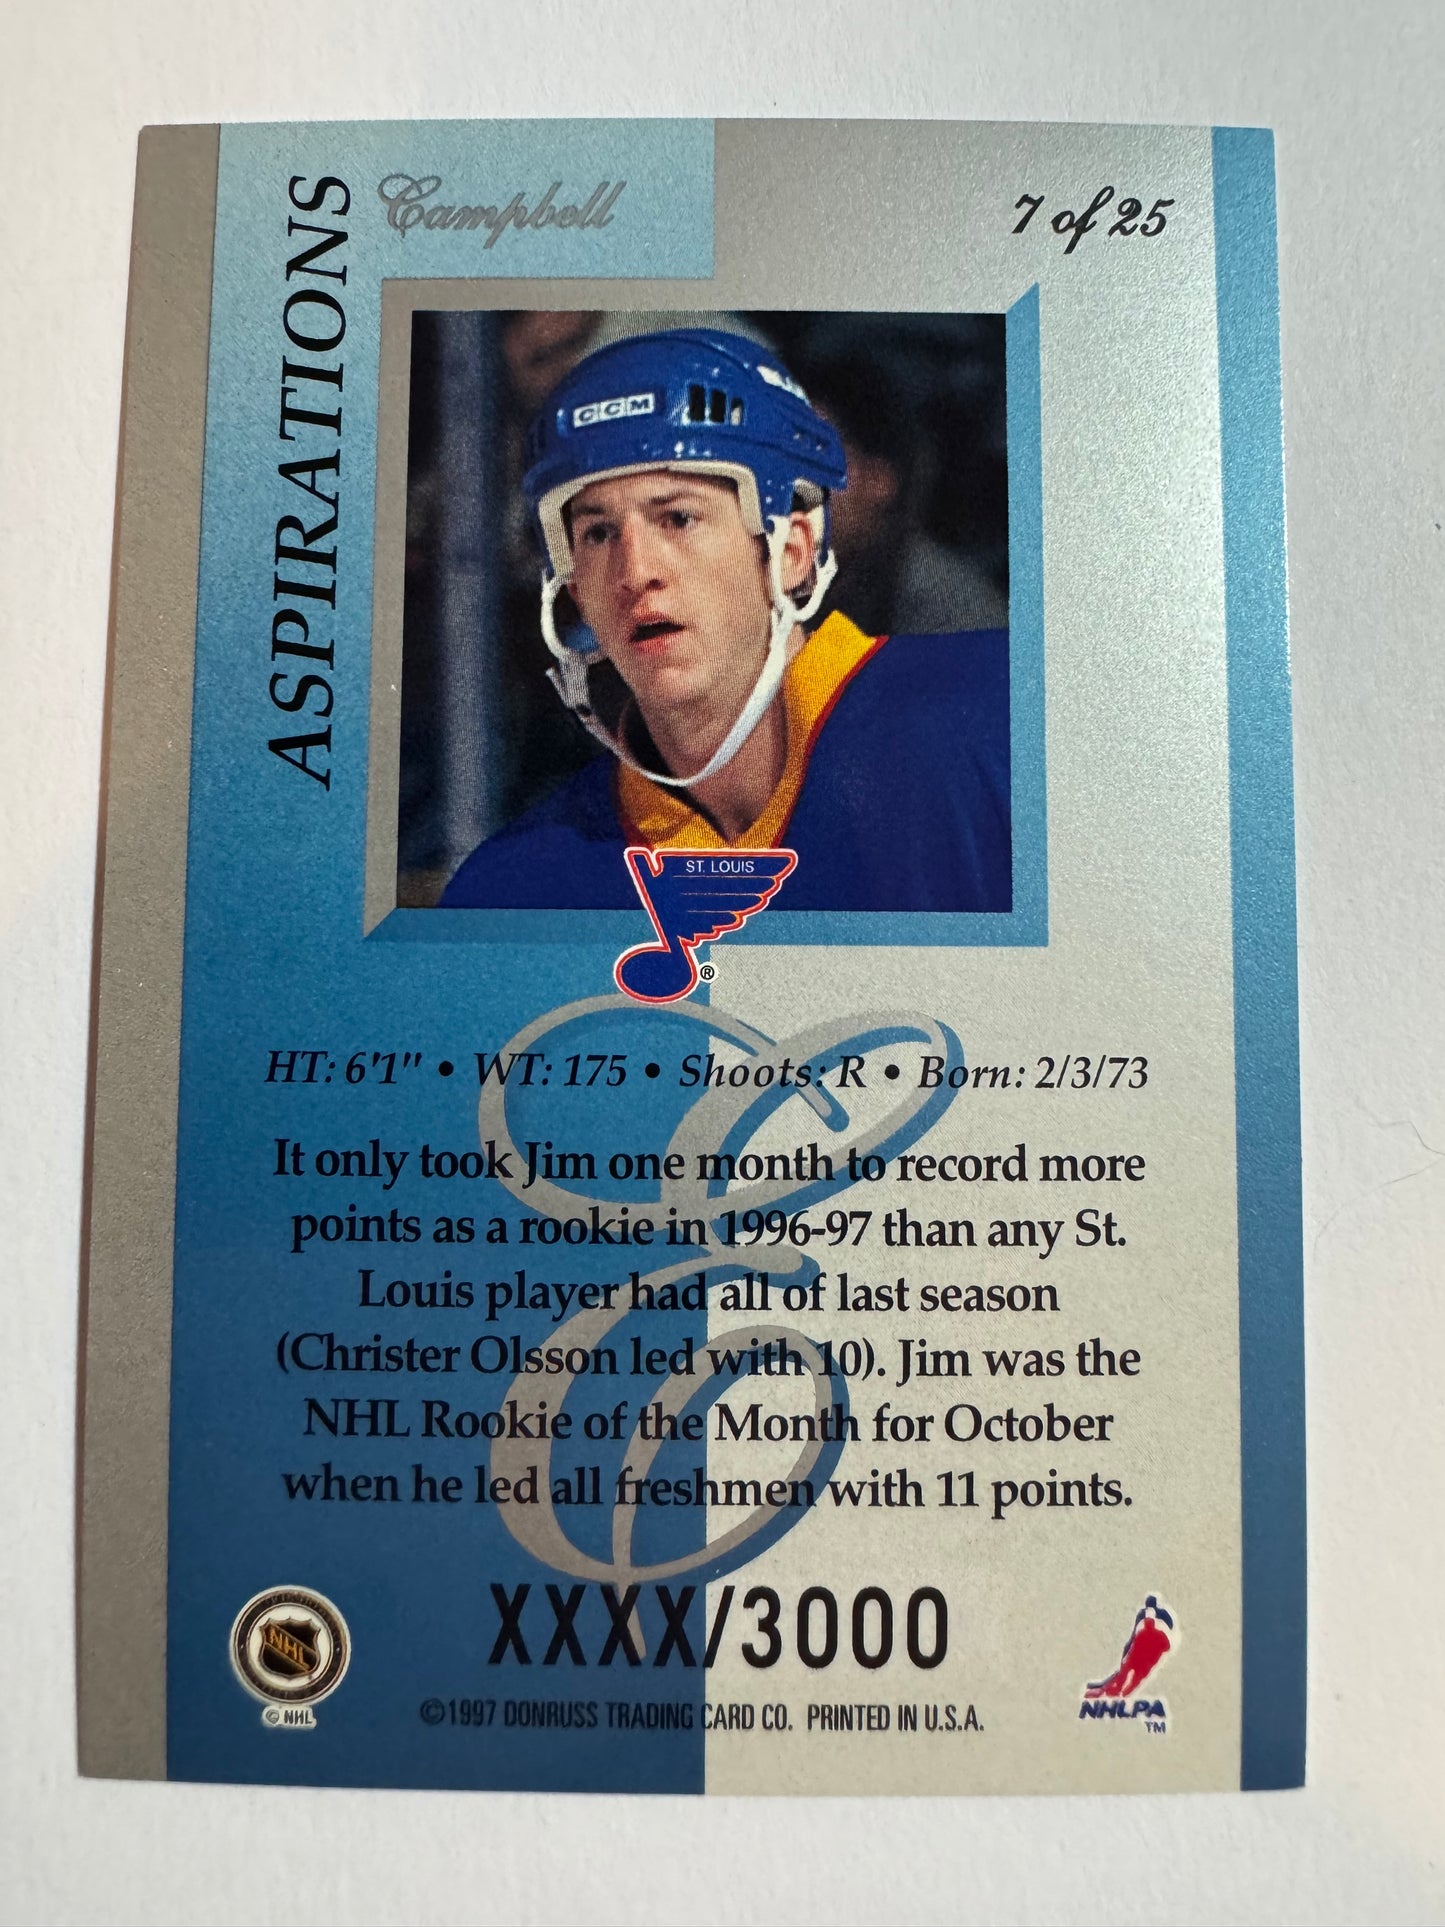 ASPIRATIONS
Campbell
7 of 25
CCM
ST. LOUIS
®
HT: 6'1" • WT: 175 • Shoots: R • Born: 2/3/73
It only took Jim one month to record more
points as a rookie in 1996-97 than any St.
Louis player had all of last season
(Christer Olsson led with 10). Jim was the
NHL Rookie of the Month for October
when he led all freshmen with 11 points.
XXXX/3000
NHL
© NHL
©1997 DONRUSS TRADING CARD CO. PRINTED IN U.S.A.
NHLPA
TM